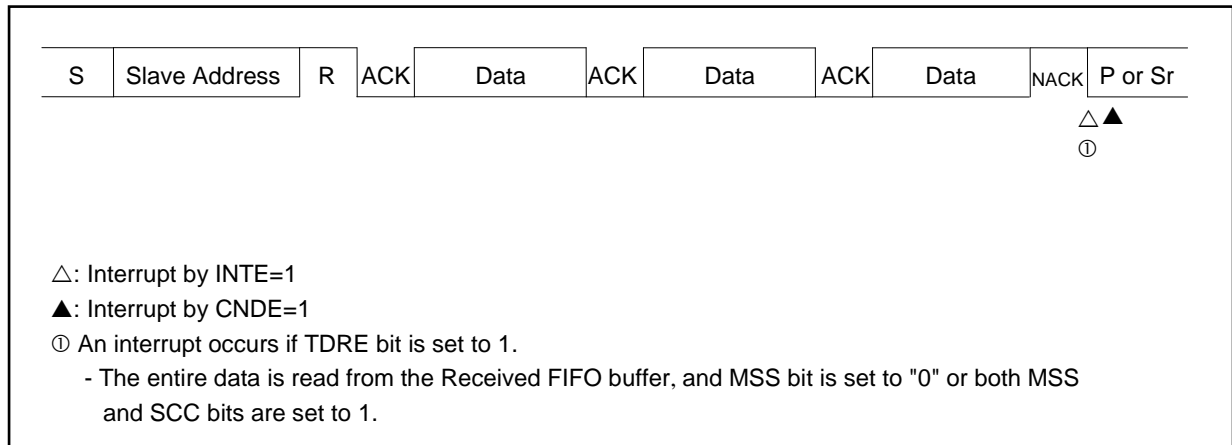 S Slave Address R ACK Data ACK Data ACK Data NACK P or Sr
△▲
①
△: Interrupt by INTE=1
▲: Interrupt by CNDE=1
① An interrupt occurs if TDRE bit is set to 1.
- The entire data is read from the Received FIFO buffer, and MSS bit is set to "0" or both MSS
and SCC bits are set to 1.